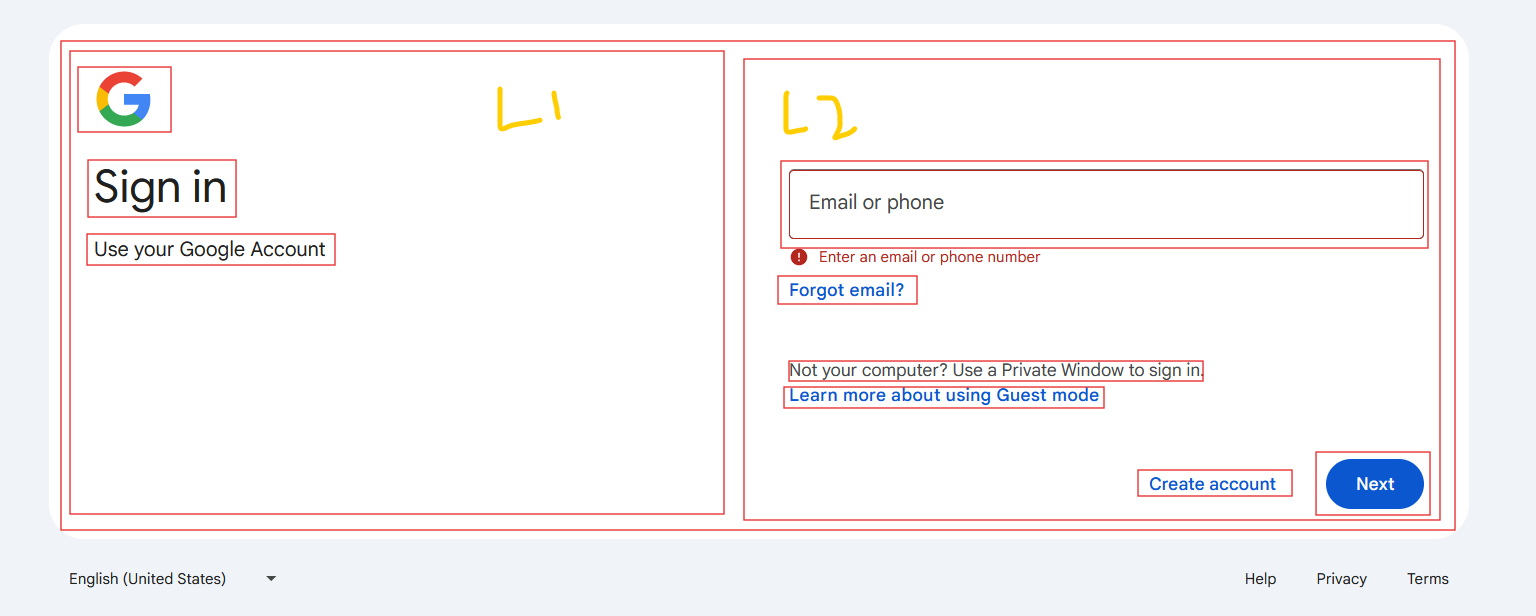 L1
L2
Sign in
Use your Google Account
Email or phone
Enter an email or phone number
Forgot email?
Not your computer? Use a Private Window to sign in.
Learn more about using Guest mode
Create account
Next
English (United States)
Help
Privacy
Terms